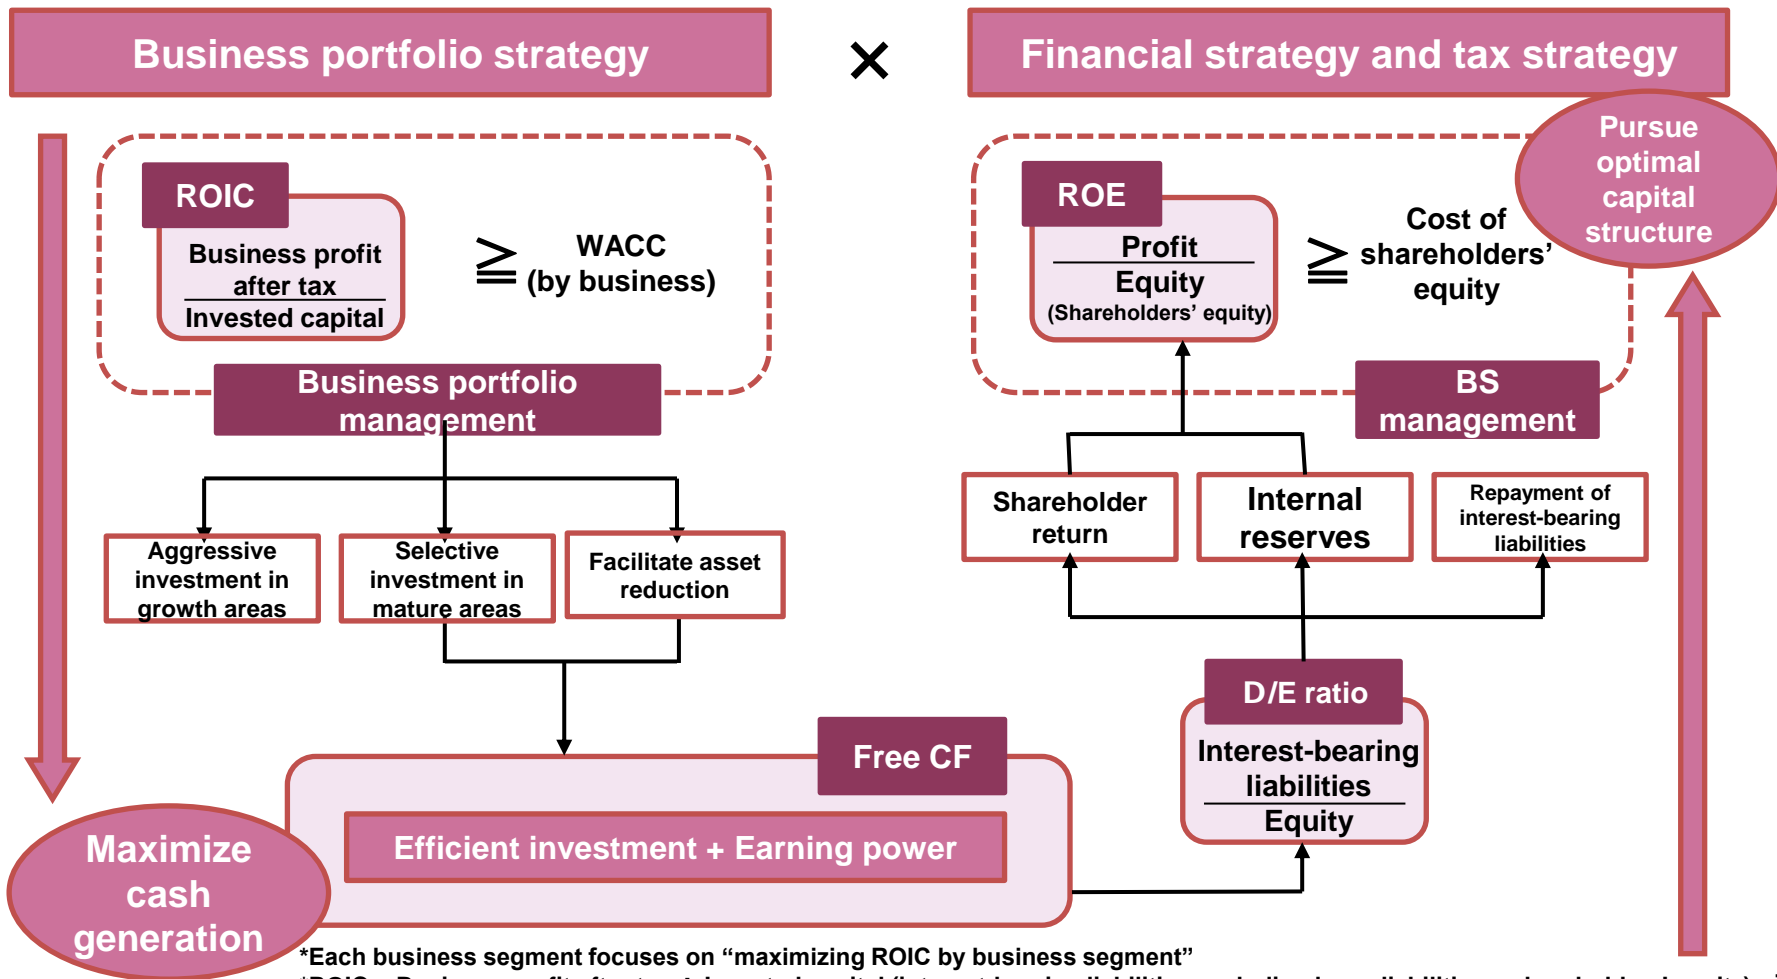 Business portfolio strategy
×
Financial strategy and tax strategy
Pursue
optimal
capital
structure
ROIC
Business profit
after tax
Invested capital
≧
WACC
(by business)
Business portfolio
management
ROE
Profit
Equity
(Shareholders’ equity)
≧
Cost of
shareholders’
equity
BS
management
Aggressive
investment in
growth areas
Selective
investment in
mature areas
Facilitate asset
reduction
Shareholder
return
Internal
reserves
Repayment of
interest-bearing
liabilities
D/E ratio
Interest-bearing
liabilities
Equity
Free CF
Efficient investment + Earning power
Maximize
cash
generation
*Each business segment focuses on “maximizing ROIC by business segment”